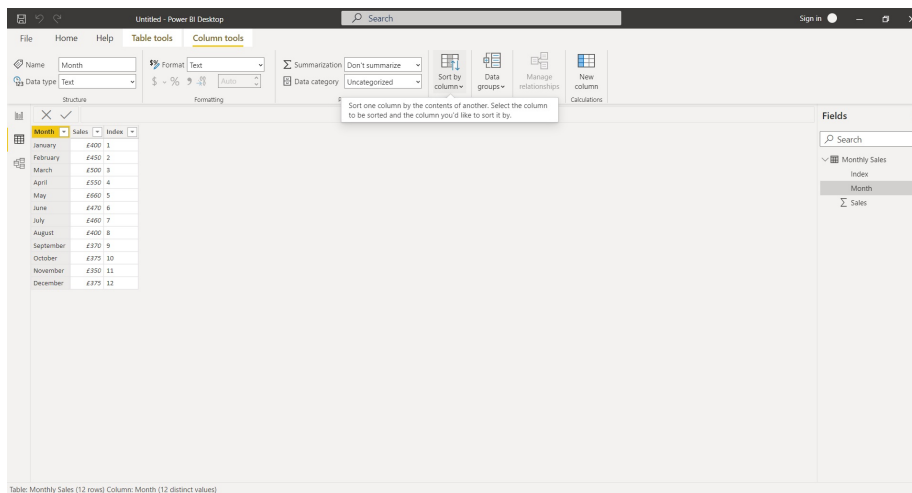 Untitled - Power BI Desktop
Search
Sign in
File Home Help Table tools Column tools
Name Month
Data type Text
Structure
Format Text
$ - % Auto
Formatting
Summarization Don't summarize
Data category Uncategorized
Sort by column
Data groups
Manage relationships
New column
Calculations
Sort one column by the contents of another. Select the column
to be sorted and the column you'd like to sort it by.
Month Sales Index
January £400 1
February £450 2
March £500 3
April £550 4
May £660 5
June £470 6
July £460 7
August £400 8
September £370 9
October £375 10
November £350 11
December £375 12
Fields
Search
Monthly Sales
Index
Month
Sales
Table: Monthly Sales (12 rows) Column: Month (12 distinct values)